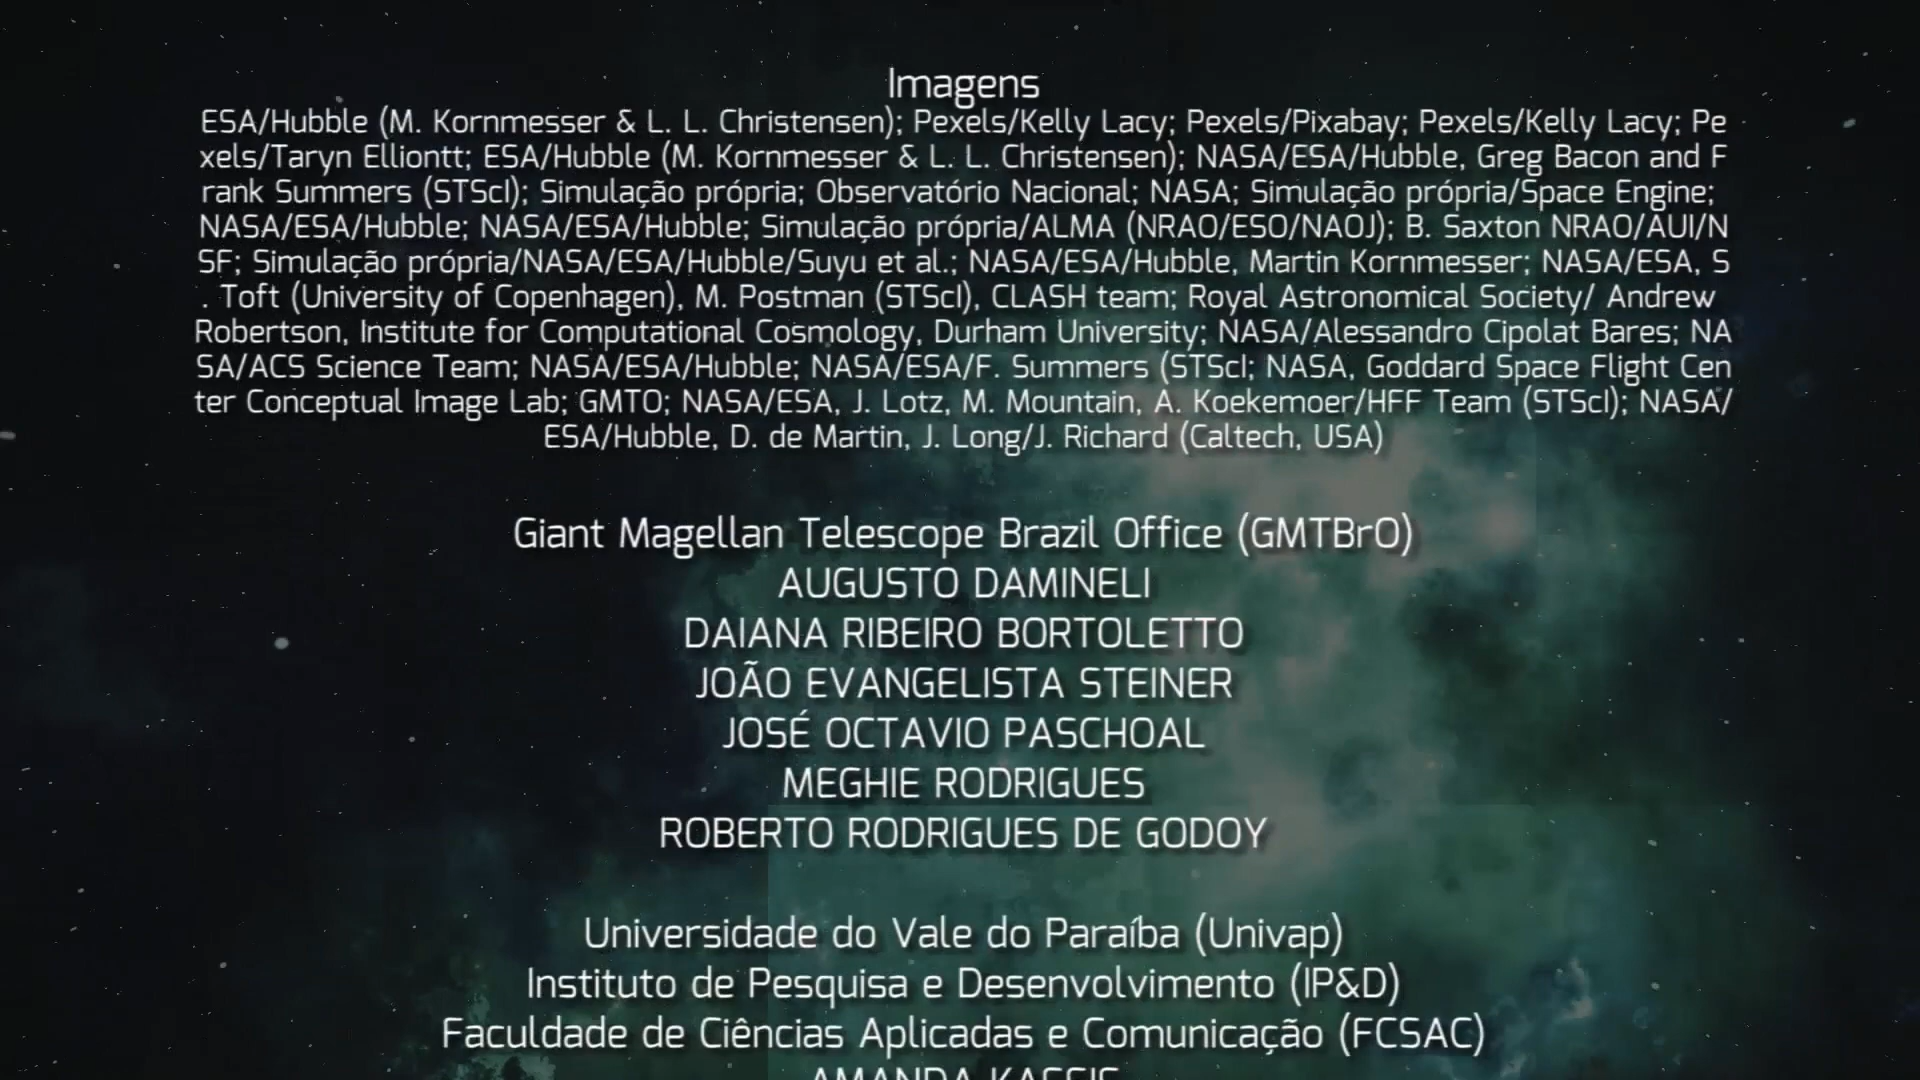 Imagens
ESA/Hubble (M. Kornmesser & L. L. Christensen); Pexels/Kelly Lacy; Pexels/Pixabay; Pexels/Kelly Lacy; Pe
xels/Taryn Elliontt; ESA/Hubble (M. Kornmesser & L. L. Christensen); NASA/ESA/Hubble, Greg Bacon and F
rank Summers (STScI); Simulação própria; Observatório Nacional; NASA; Simulação própria/Space Engine;
NASA/ESA/Hubble; NASA/ESA/Hubble; Simulação própria/ALMA (NRAO/ESO/NAOJ); B. Saxton NRAO/AUI/N
SF; Simulação própria/NASA/ESA/Hubble/Suyu et al.; NASA/ESA/Hubble, Martin Kornmesser; NASA/ESA, S
. Toft (University of Copenhagen), M. Postman (STScI), CLASH team; Royal Astronomical Society/ Andrew
Robertson, Institute for Computational Cosmology, Durham University; NASA/Alessandro Cipolat Bares; NA
SA/ACS Science Team; NASA/ESA/Hubble; NASA/ESA/F. Summers (STScI; NASA, Goddard Space Flight Cen
ter Conceptual Image Lab; GMTO; NASA/ESA, J. Lotz, M. Mountain, A. Koekemoer/HFF Team (STScI); NASA/
ESA/Hubble, D. de Martin, J. Long/J. Richard (Caltech, USA)
Giant Magellan Telescope Brazil Office (GMTBrO)
AUGUSTO DAMINELI
DAIANA RIBEIRO BORTOLETTO
JOÃO EVANGELISTA STEINER
JOSÉ OCTAVIO PASCHOAL
MEGHIE RODRIGUES
ROBERTO RODRIGUES DE GODOY
Universidade do Vale do Paraíba (Univap)
Instituto de Pesquisa e Desenvolvimento (IP&D)
Faculdade de Ciências Aplicadas e Comunicação (FCSAC)